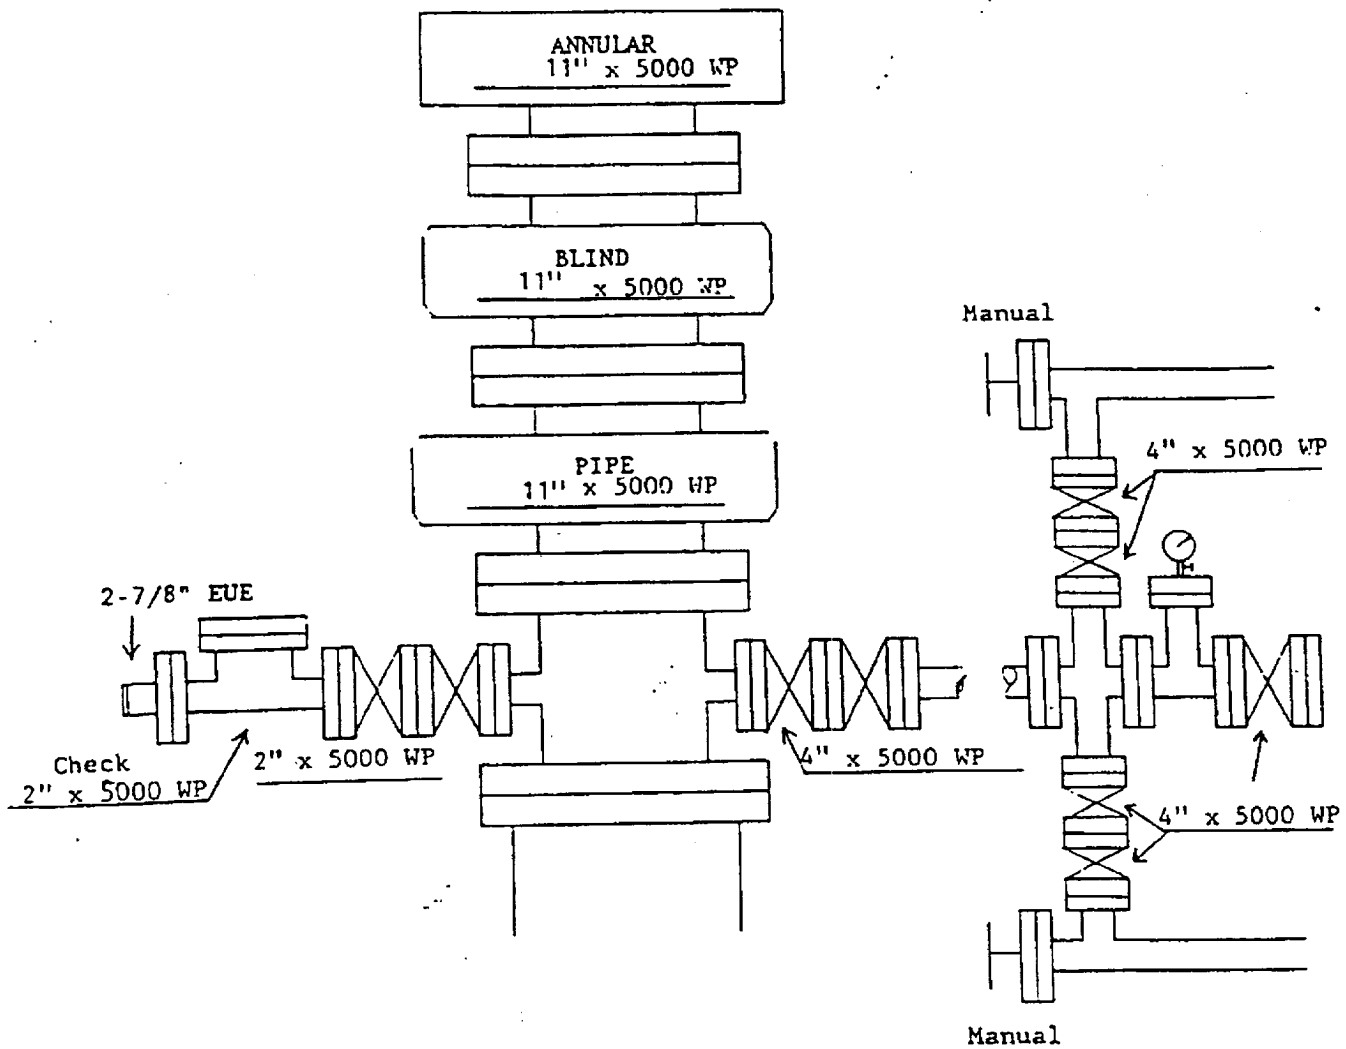 ANNULAR
11" x 5000 WP
BLIND
11" x 5000 WP
Manual
PIPE
11" x 5000 WP
4" x 5000 WP
2-7/8" EUE
Check
2" x 5000 WP
2" x 5000 WP
4" x 5000 WP
4" x 5000 WP
Manual